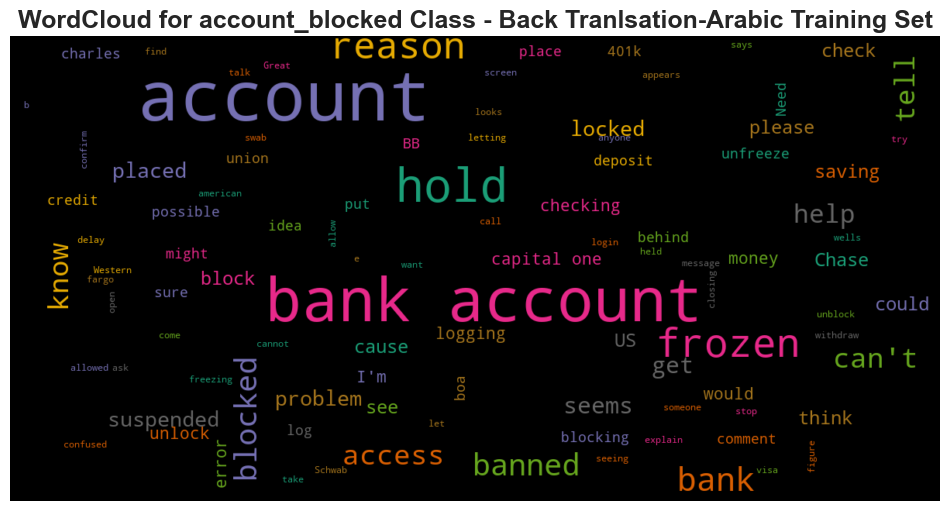 WordCloud for account_blocked Class - Back Tranlsation-Arabic Training Set
charles
find
talk
Great
reason
screen
place
401k
says
check
appears
tell
b
account
looks
Need
confirm
swab
BB
letting
locked
anyone
please
try
union
deposit
unfreeze
placed
hold
saving
american
credit
possible
put
checking
help
idea
allow
call
delay
know
might
login
behind
held
wells
Western
fargo
block
e
want
capital one
message
money
Chase
open
sure
bank account
closing
could
unblock
come
logging
cause
cannot
US
frozen
withdraw
allowed
ask
freezing
blocked
I'm
boa
get
can't
problem
see
seems
would
someone
stop
think
suspended
unlock
log
let
blocking
explain
comment
confused
error
access
seeing
figure
Schwab
take
banned
bank
visa